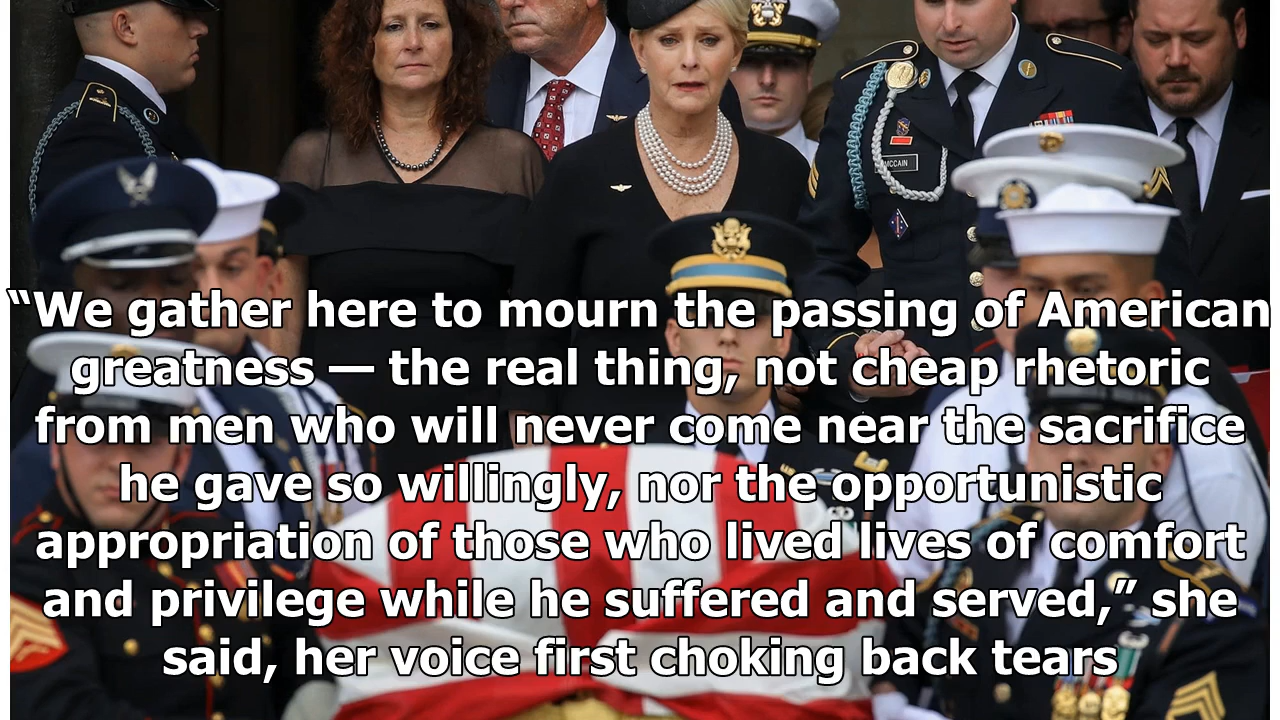 MCCAIN
“We gather here to mourn the passing of American
greatness — the real thing, not cheap rhetoric
from men who will never come near the sacrifice
he gave so willingly, nor the opportunistic
appropriation of those who lived lives of comfort
and privilege while he suffered and served,” she
said, her voice first choking back tears